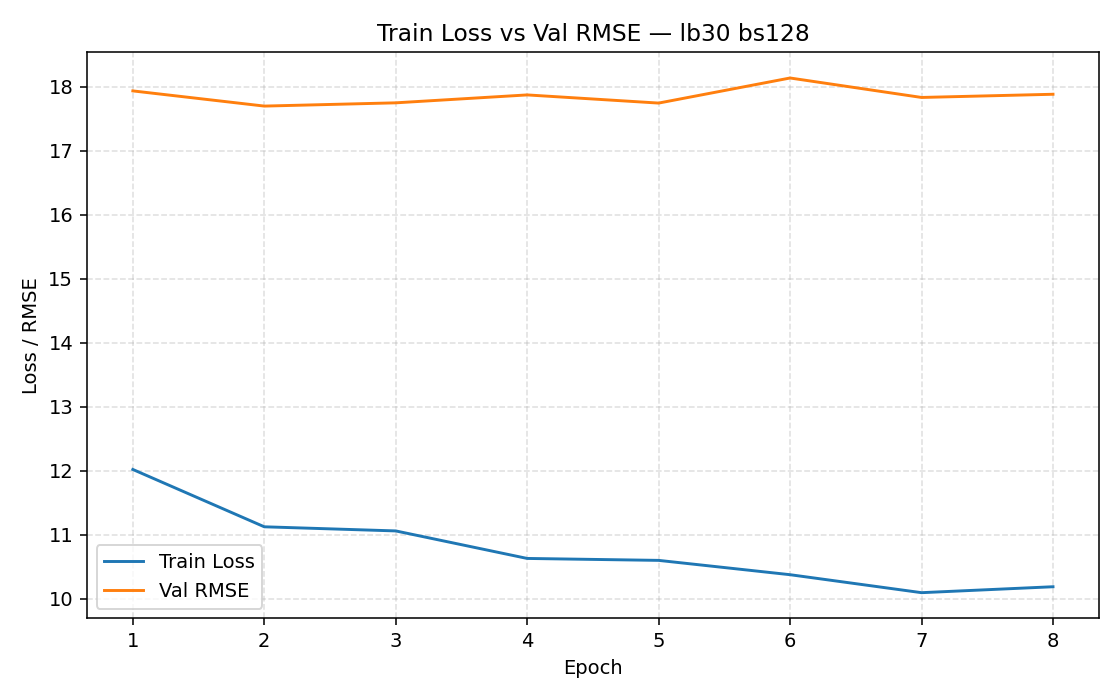 Train Loss vs Val RMSE — lb30 bs128
Loss / RMSE
18
17
16
15
14
13
12
11
10
Train Loss
Val RMSE
1 2 3 4 5 6 7 8
Epoch